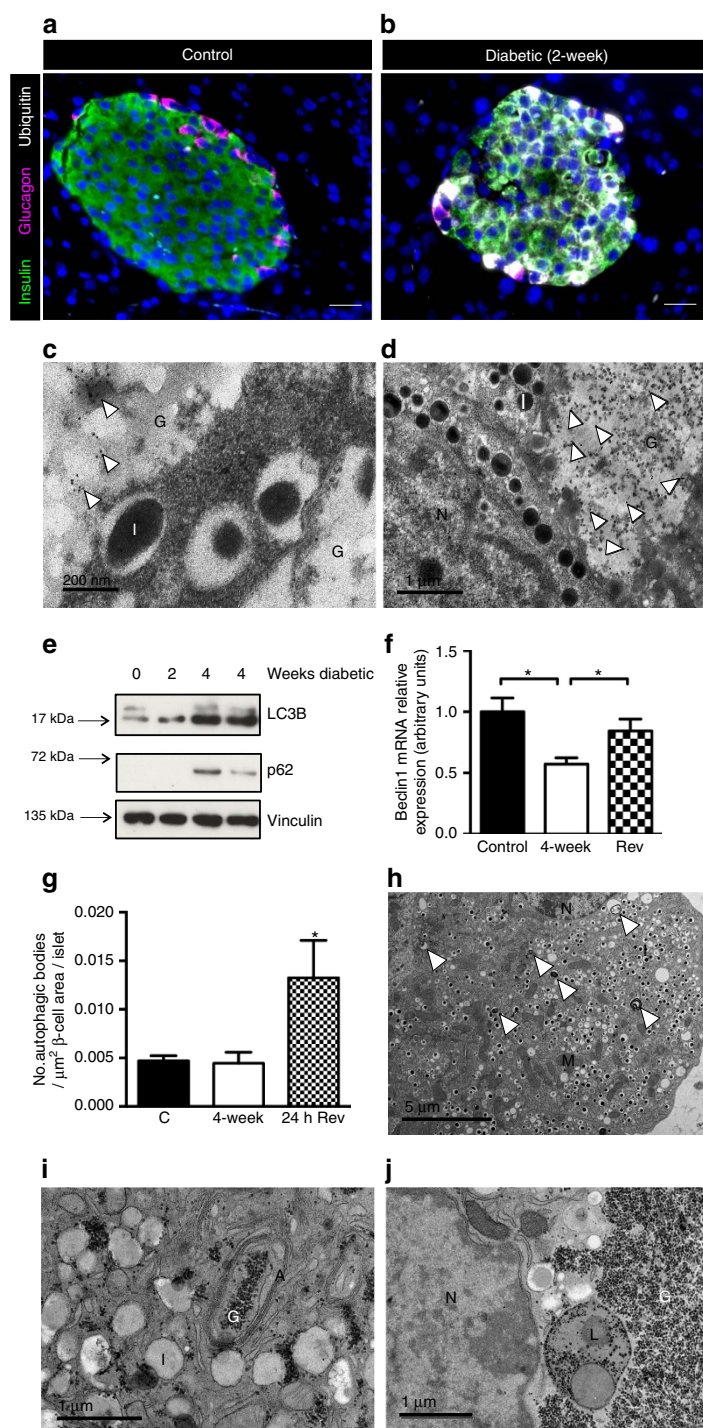 a
b
Control
Diabetic (2-week)
Insulin Glucagon Ubiquitin
c
d
G
I
G
200 nm
I
G
N
1 μm
e
0 2 4 4 Weeks diabetic
LC3B
17 kDa
72 kDa
p62
135 kDa
Vinculin
f
Beclin1 mRNA relative
expression (arbitrary units)
1.5
1.0
0.5
0.0
* *
Control 4-week Rev
g
No.autophagic bodies
/ μm² β-cell area / islet
0.020
0.015
0.010
0.005
0.000
*
C 4-week 24 h Rev
h
N
I
M
5 μm
i
A
G
I
1 μm
j
N
G
L
1 μm